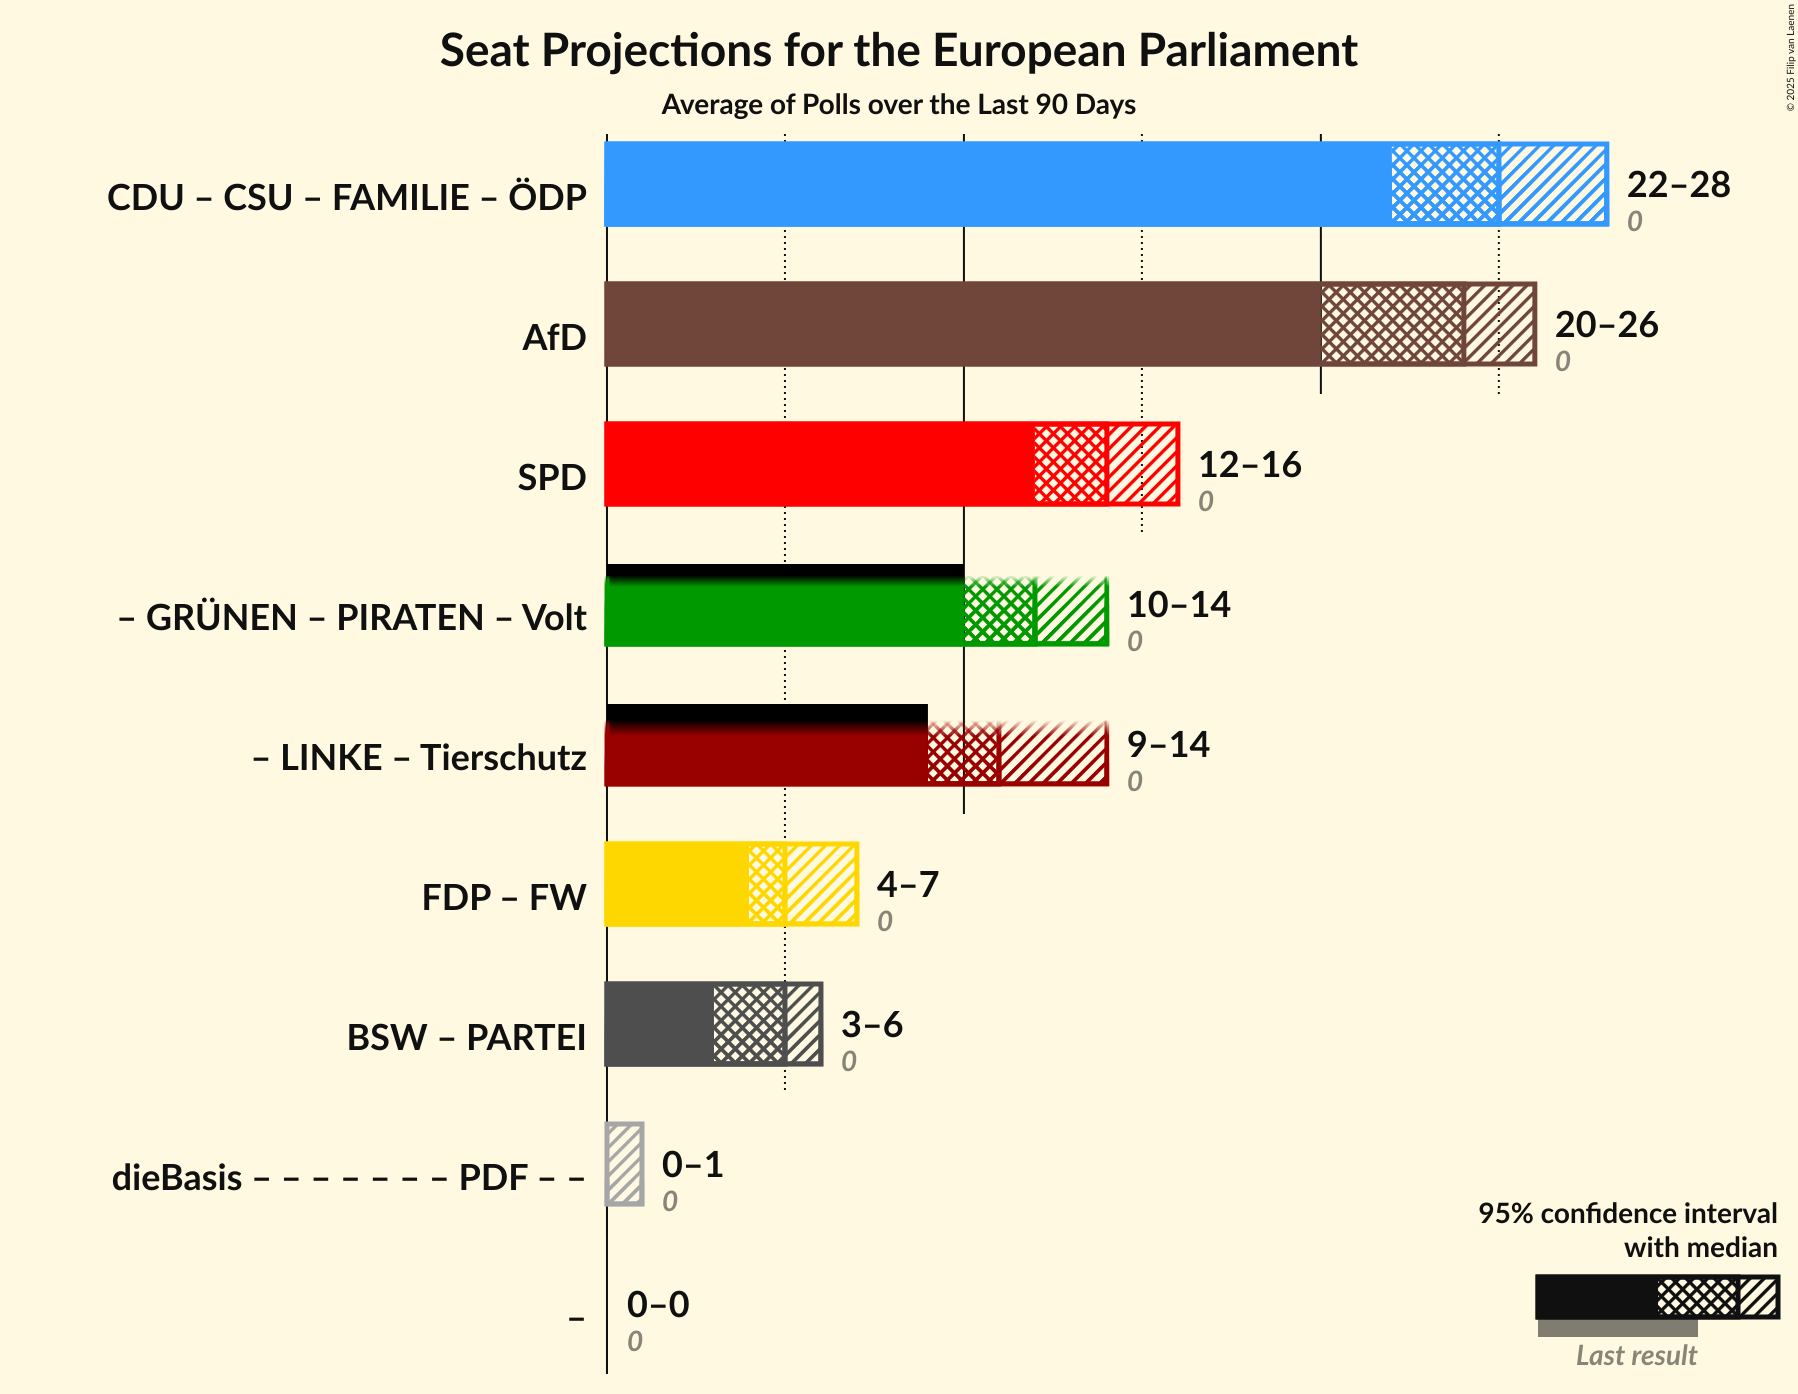 Seat Projections for the European Parliament
Average of Polls over the Last 90 Days
© 2025 Filip van Laenen
CDU – CSU – FAMILIE – ÖDP
22–28
0
AfD
20–26
0
SPD
12–16
0
– GRÜNEN – PIRATEN – Volt
10–14
0
– LINKE – Tierschutz
9–14
0
FDP – FW
4–7
0
BSW – PARTEI
3–6
0
dieBasis – – – – – – – PDF – –
0–1
0
–
0–0
0
95% confidence interval
with median
Last result